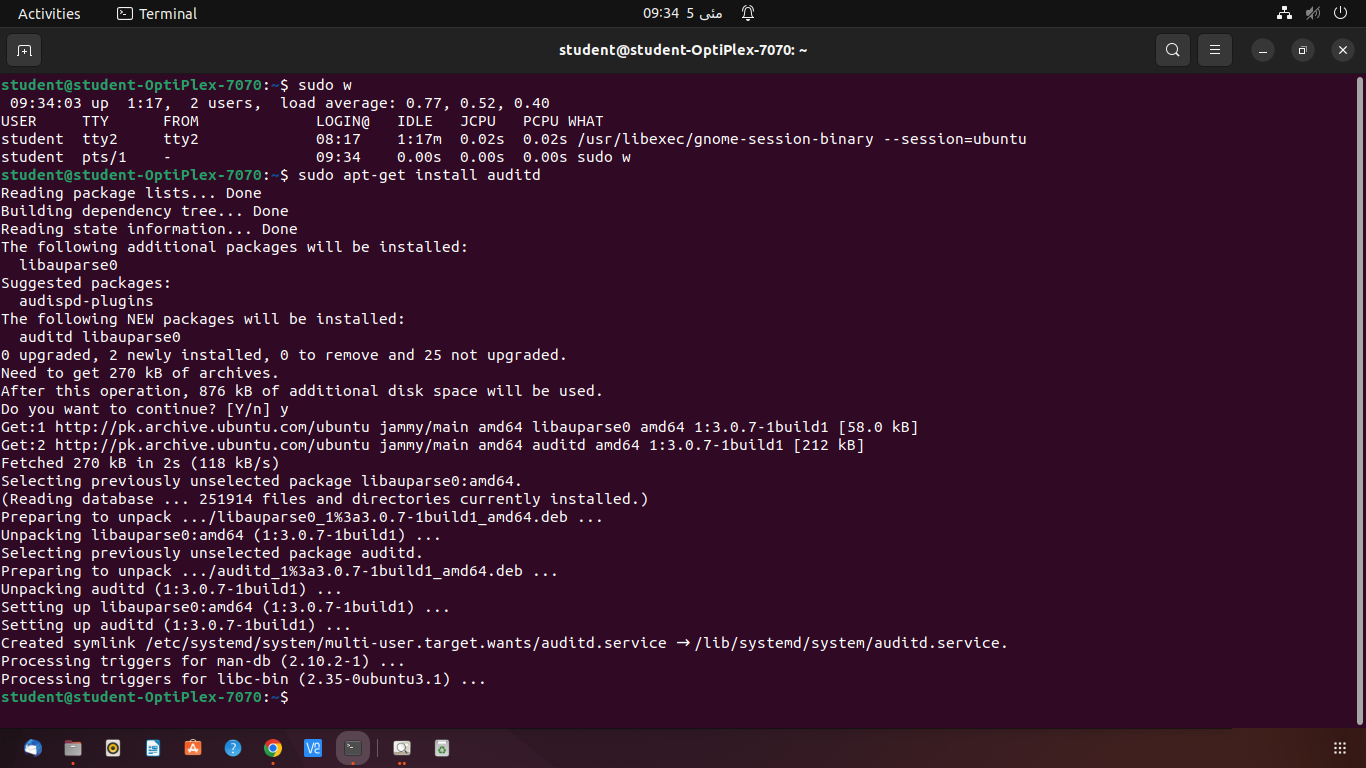 Activities
Terminal
09:34 5 مئی
student@student-OptiPlex-7070: ~
student@student-OptiPlex-7070:~$ sudo w
 09:34:03 up  1:17,  2 users,  load average: 0.77, 0.52, 0.40
USER     TTY      FROM             LOGIN@   IDLE   JCPU   PCPU WHAT
student  tty2     tty2             08:17    1:17m  0.02s  0.02s /usr/libexec/gnome-session-binary --session=ubuntu
student  pts/1    -                09:34    0.00s  0.00s  0.00s sudo w
student@student-OptiPlex-7070:~$ sudo apt-get install auditd
Reading package lists... Done
Building dependency tree... Done
Reading state information... Done
The following additional packages will be installed:
  libauparse0
Suggested packages:
  audispd-plugins
The following NEW packages will be installed:
  auditd libauparse0
0 upgraded, 2 newly installed, 0 to remove and 25 not upgraded.
Need to get 270 kB of archives.
After this operation, 876 kB of additional disk space will be used.
Do you want to continue? [Y/n] y
Get:1 http://pk.archive.ubuntu.com/ubuntu jammy/main amd64 libauparse0 amd64 1:3.0.7-1build1 [58.0 kB]
Get:2 http://pk.archive.ubuntu.com/ubuntu jammy/main amd64 auditd amd64 1:3.0.7-1build1 [212 kB]
Fetched 270 kB in 2s (118 kB/s)
Selecting previously unselected package libauparse0:amd64.
(Reading database ... 251914 files and directories currently installed.)
Preparing to unpack .../libauparse0_1%3a3.0.7-1build1_amd64.deb ...
Unpacking libauparse0:amd64 (1:3.0.7-1build1) ...
Selecting previously unselected package auditd.
Preparing to unpack .../auditd_1%3a3.0.7-1build1_amd64.deb ...
Unpacking auditd (1:3.0.7-1build1) ...
Setting up libauparse0:amd64 (1:3.0.7-1build1) ...
Setting up auditd (1:3.0.7-1build1) ...
Created symlink /etc/systemd/system/multi-user.target.wants/auditd.service → /lib/systemd/system/auditd.service.
Processing triggers for man-db (2.10.2-1) ...
Processing triggers for libc-bin (2.35-0ubuntu3.1) ...
student@student-OptiPlex-7070:~$